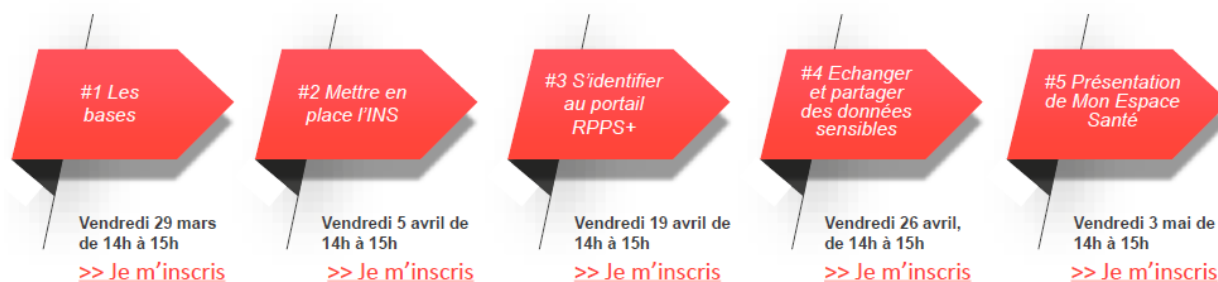 #1 Les
bases
Vendredi 29 mars
de 14h à 15h
>> Je m’inscris
#2 Mettre en
place l’INS
Vendredi 5 avril de
14h à 15h
>> Je m’inscris
#3 S’identifier
au portail
RPPS+
Vendredi 19 avril de
14h à 15h
>> Je m’inscris
#4 Echanger
et partager
des données
sensibles
Vendredi 26 avril,
de 14h à 15h
>> Je m’inscris
#5 Présentation
de Mon Espace
Santé
Vendredi 3 mai de
14h à 15h
>> Je m’inscris